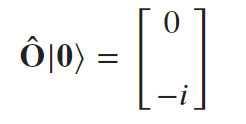 Ô|0⟩ = [ 0
-i ]